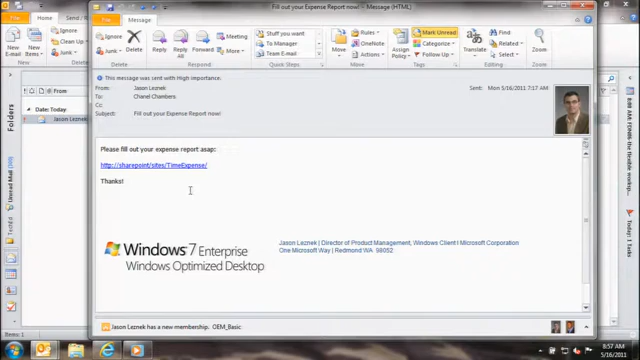 Fill out your Expense Report now! - Message (HTML)
File Message
File Home Send /
Ignore
Junk
Delete
Reply
Reply All
Forward
Meeting
More
Delete
Respond
Stuff you want
To Manager
Team E-mail
Quick Steps
Move
Rules
OneNote
Actions
Move
Assign Policy
Mark Unread
Categorize
Follow Up
Tags
Translate
Find
Related
Select
Editing
Zoom
Zoom
Ignore
Clean Up
Junk
This message was sent with High importance.
From: Jason Leznek
To: Chanel Chambers
Cc:
Subject: Fill out your Expense Report now!
Sent: Mon 5/16/2011 7:17 AM
Date: Today
Jason Leznek
Folders
Unread Mail
Please fill out your expense report asap:
http://sharepoint/sites/TimeExpense/
Thanks!
Windows 7 Enterprise
Windows Optimized Desktop
Jason Leznek | Director of Product Management, Windows Client I Microsoft Corporation
One Microsoft Way | Redmond WA 98052
Jason Leznek has a new membership. OEM_Basic
Today: 1 Tasks
8:57 AM
5/16/2011